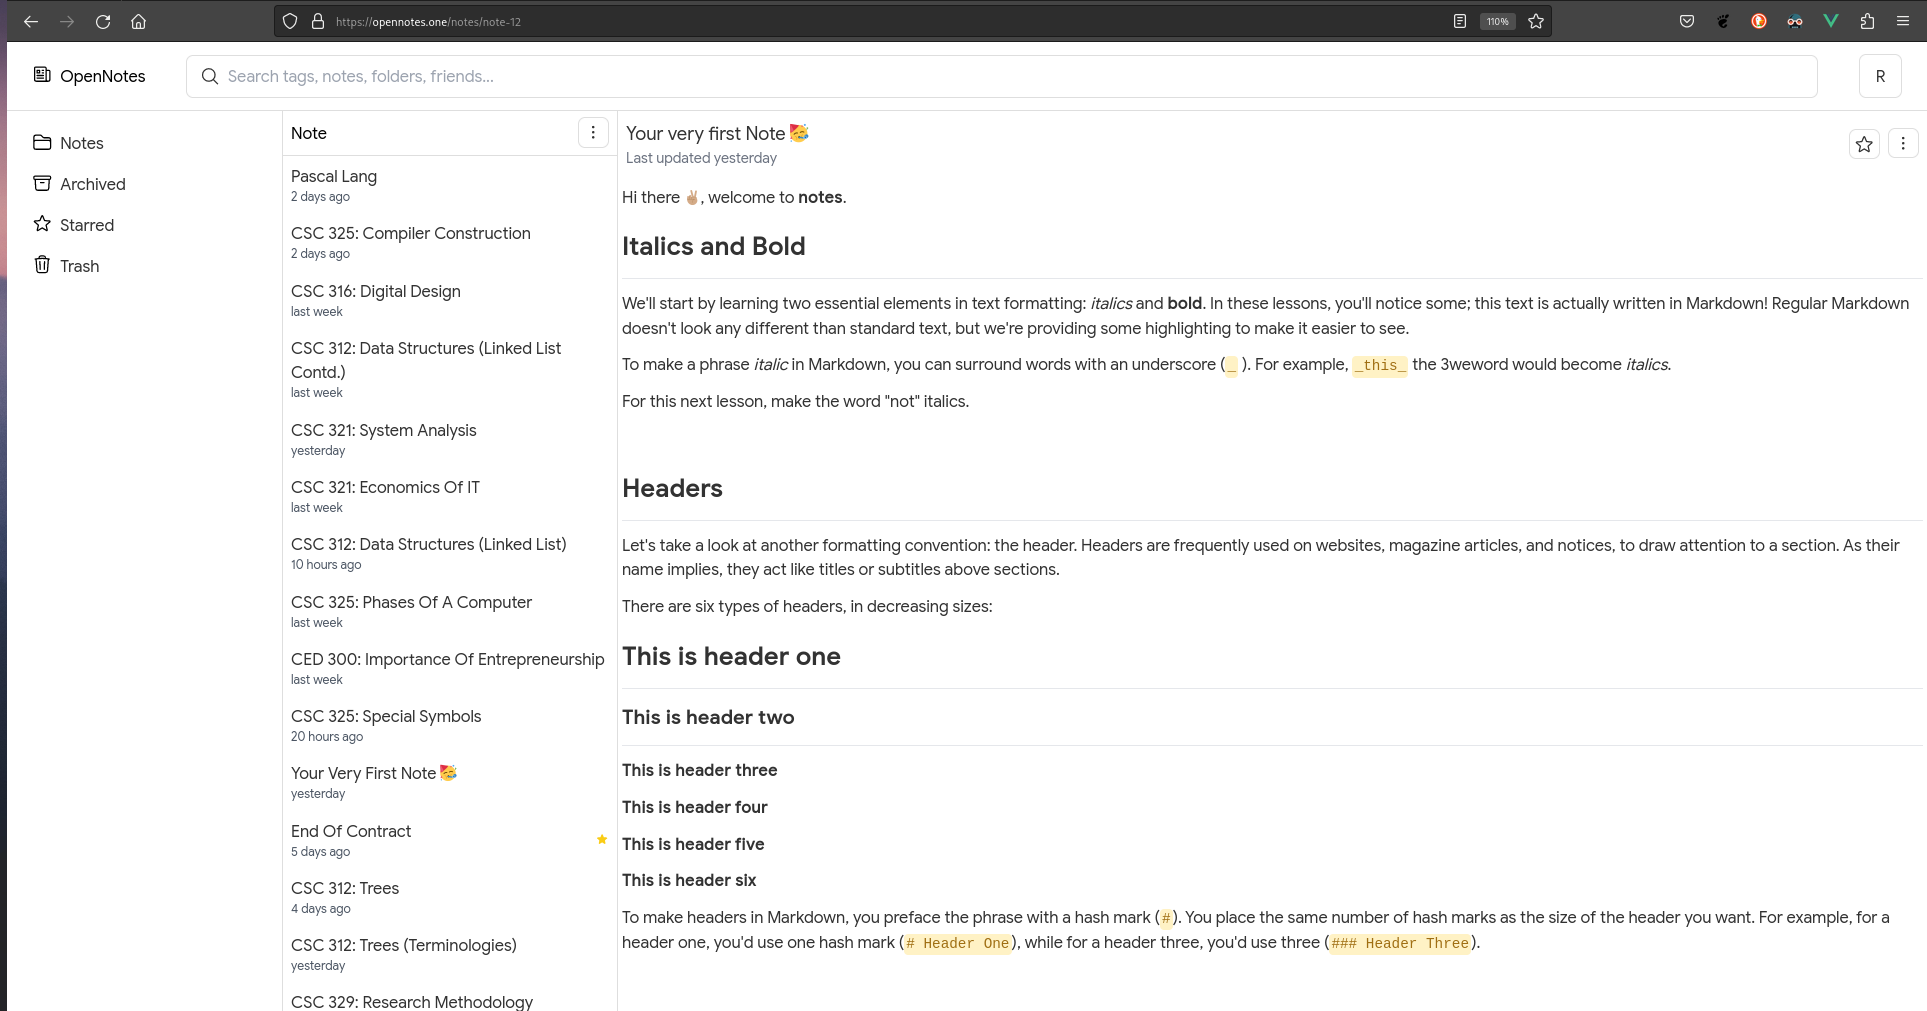 https://opennotes.one/notes/note-12
110%
OpenNotes
Search tags, notes, folders, friends...
R
Notes
Archived
Starred
Trash
Note
Pascal Lang
2 days ago
CSC 325: Compiler Construction
2 days ago
CSC 316: Digital Design
last week
CSC 312: Data Structures (Linked List
Contd.)
last week
CSC 321: System Analysis
yesterday
CSC 321: Economics Of IT
last week
CSC 312: Data Structures (Linked List)
10 hours ago
CSC 325: Phases Of A Computer
last week
CED 300: Importance Of Entrepreneurship
last week
CSC 325: Special Symbols
20 hours ago
Your Very First Note 🥳
yesterday
End Of Contract
5 days ago
CSC 312: Trees
4 days ago
CSC 312: Trees (Terminologies)
yesterday
CSC 329: Research Methodology
Your very first Note 🥳
Last updated yesterday
Hi there ✌🏽, welcome to notes.
Italics and Bold
We'll start by learning two essential elements in text formatting: italics and bold. In these lessons, you'll notice some; this text is actually written in Markdown! Regular Markdown
doesn't look any different than standard text, but we're providing some highlighting to make it easier to see.
To make a phrase italic in Markdown, you can surround words with an underscore (_ ). For example, _this_ the 3weword would become italics.
For this next lesson, make the word "not" italics.
Headers
Let's take a look at another formatting convention: the header. Headers are frequently used on websites, magazine articles, and notices, to draw attention to a section. As their
name implies, they act like titles or subtitles above sections.
There are six types of headers, in decreasing sizes:
This is header one
This is header two
This is header three
This is header four
This is header five
This is header six
To make headers in Markdown, you preface the phrase with a hash mark (#). You place the same number of hash marks as the size of the header you want. For example, for a
header one, you'd use one hash mark (# Header One), while for a header three, you'd use three (### Header Three).